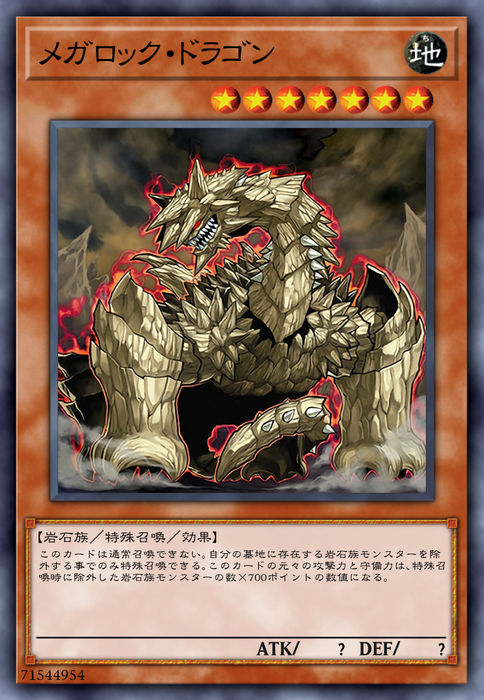 メガロック・ドラゴン
地
ち
【岩石族／特殊召喚／効果】
このカードは通常召喚できない。自分の墓地に存在する岩石族モンスターを除
外する事でのみ特殊召喚できる。このカードの元々の攻撃力と守備力は、特殊召
喚時に除外した岩石族モンスターの数×700ポイントの数値になる。
ATK/ ? DEF/ ?
71544954